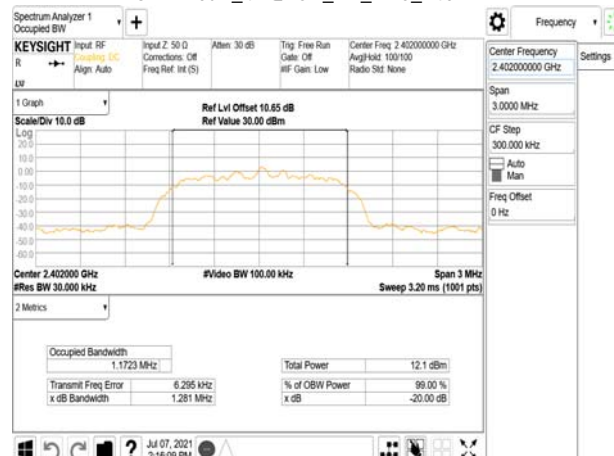 Spectrum Analyzer 1
Occupied BW
Frequency
KEYSIGHT
R
Input: RF
Coupling: DC
Align: Auto
Input Z: 50 Ω
Corrections: Off
Freq Ref: Int (S)
Atten: 30 dB
Trig: Free Run
Gate: Off
#IF Gain: Low
Center Freq: 2.402000000 GHz
Avg|Hold: 100/100
Radio Std: None
Center Frequency
2.402000000 GHz
Settings
Span
3.0000 MHz
CF Step
300.000 kHz
Auto
Man
Freq Offset
0 Hz
1 Graph
Scale/Div 10.0 dB
Ref Lvl Offset 10.65 dB
Ref Value 30.00 dBm
Log
20.0
10.0
0.00
-10.0
-20.0
-30.0
-40.0
-50.0
-60.0
Center 2.402000 GHz
#Video BW 100.00 kHz
Span 3 MHz
#Res BW 30.000 kHz
Sweep 3.20 ms (1001 pts)
2 Metrics
Occupied Bandwidth
1.1723 MHz
Total Power 12.1 dBm
Transmit Freq Error 6.295 kHz
% of OBW Power 99.00 %
x dB Bandwidth 1.281 MHz
x dB -20.00 dB
Jul 07, 2021
2:16:09 PM